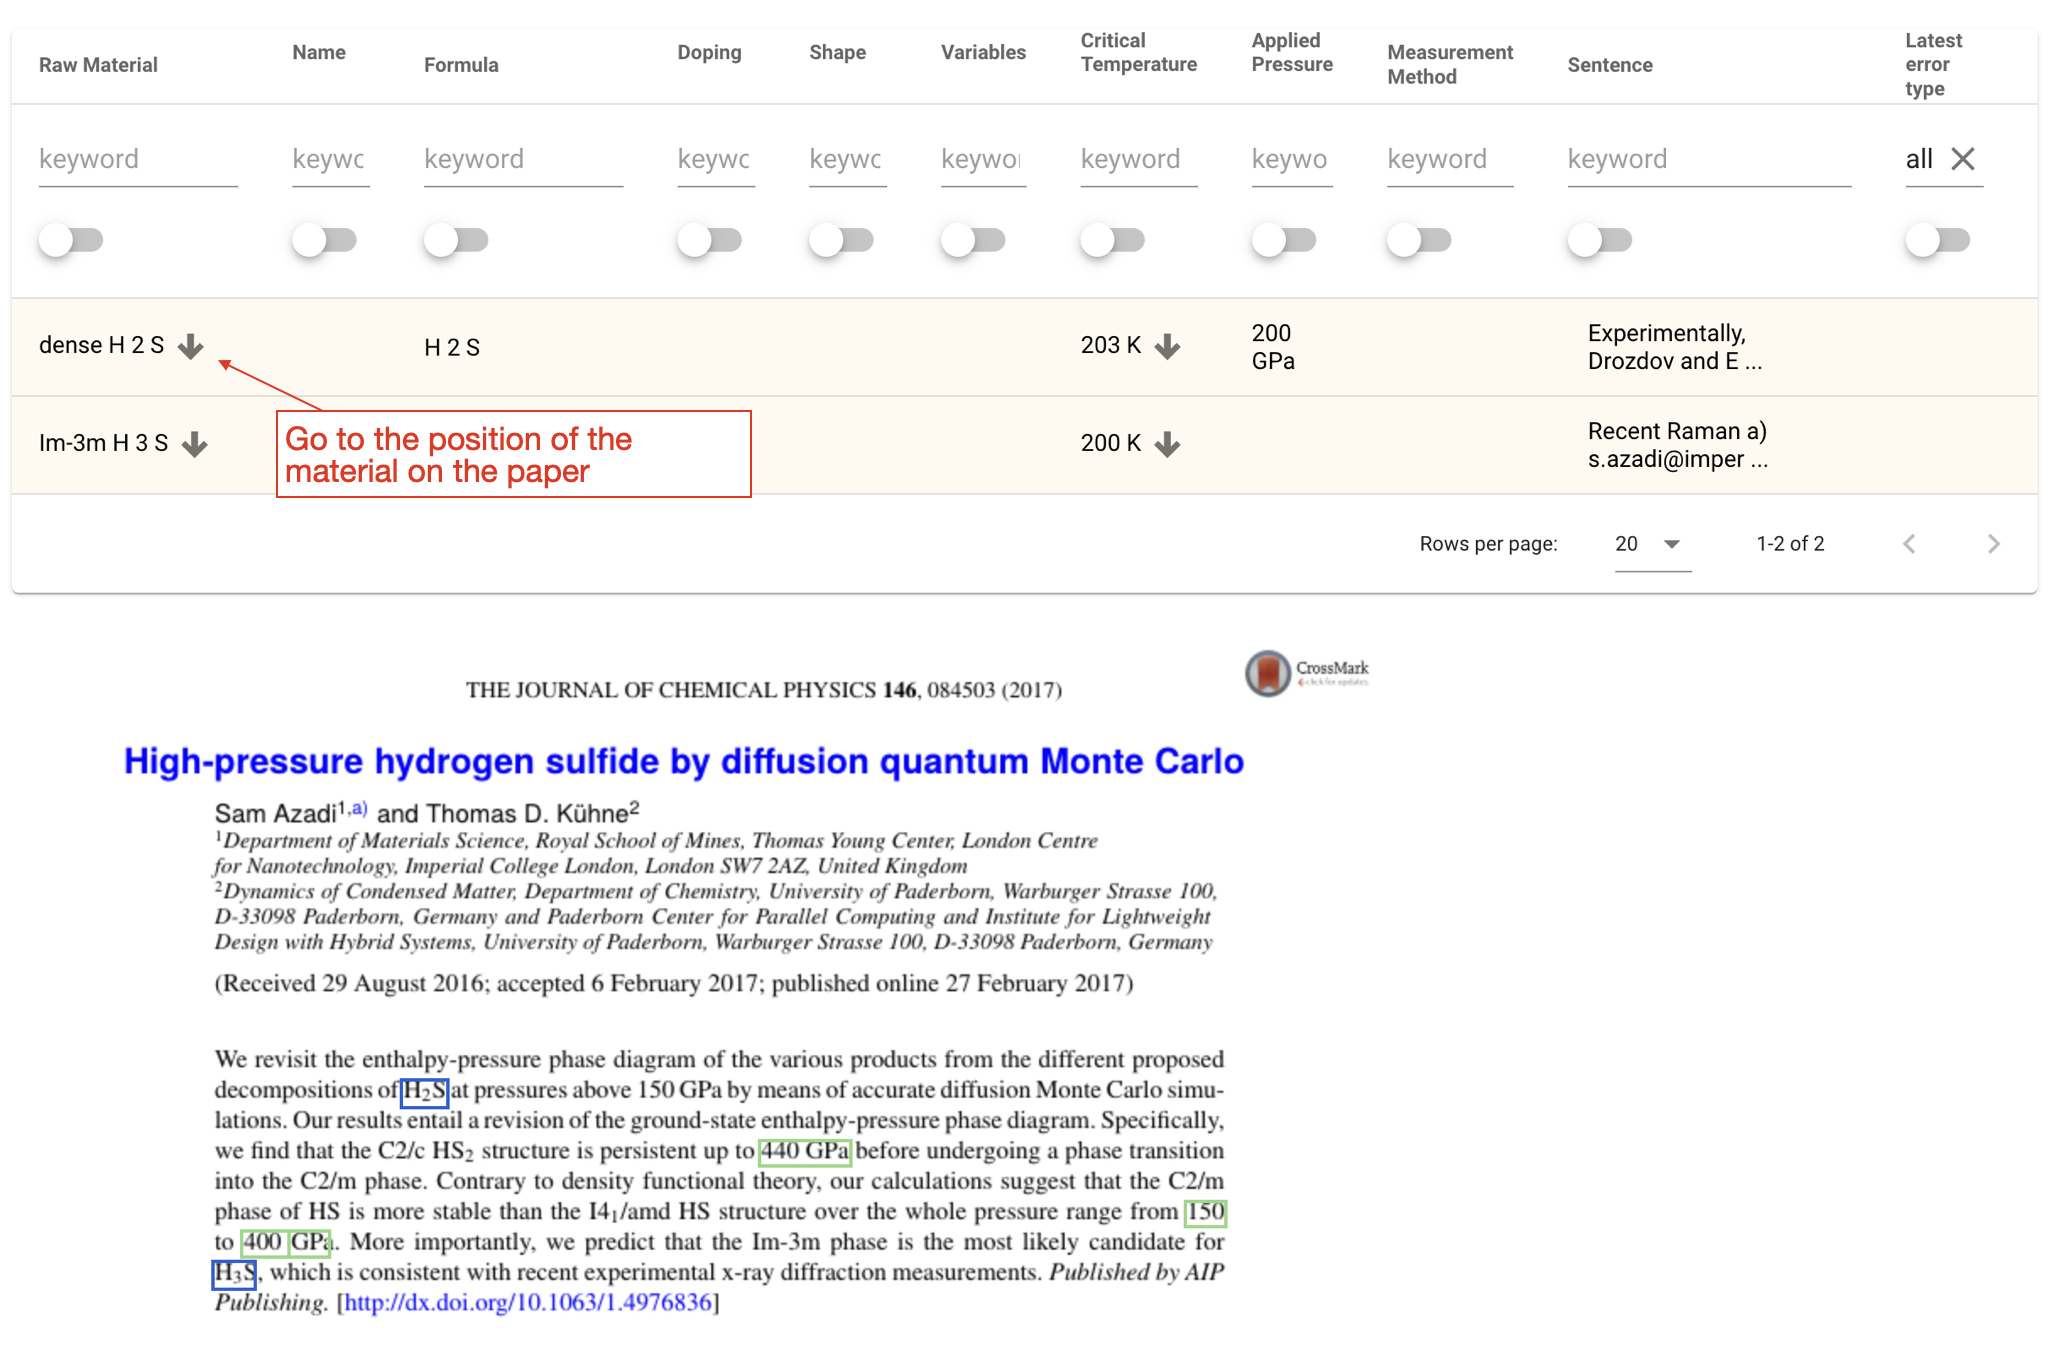 Raw Material Name Formula Doping Shape Variables Critical Temperature Applied Pressure Measurement Method Sentence Latest error type
keyword keywc keyword keywc keywc keywo keyword keywo keyword keyword all
dense H 2 S H 2 S 203 K 200 GPa Experimentally, Drozdov and E ...
Go to the position of the
material on the paper
Im-3m H 3 S 200 K Recent Raman a) s.azadi@imper ...
Rows per page: 20 1-2 of 2
CrossMark
click for updates
THE JOURNAL OF CHEMICAL PHYSICS 146, 084503 (2017)
High-pressure hydrogen sulfide by diffusion quantum Monte Carlo
Sam Azadi1,a) and Thomas D. Kühne2
1Department of Materials Science, Royal School of Mines, Thomas Young Center, London Centre
for Nanotechnology, Imperial College London, London SW7 2AZ, United Kingdom
2Dynamics of Condensed Matter, Department of Chemistry, University of Paderborn, Warburger Strasse 100,
D-33098 Paderborn, Germany and Paderborn Center for Parallel Computing and Institute for Lightweight
Design with Hybrid Systems, University of Paderborn, Warburger Strasse 100, D-33098 Paderborn, Germany
(Received 29 August 2016; accepted 6 February 2017; published online 27 February 2017)
We revisit the enthalpy-pressure phase diagram of the various products from the different proposed
decompositions of H2S at pressures above 150 GPa by means of accurate diffusion Monte Carlo simu-
lations. Our results entail a revision of the ground-state enthalpy-pressure phase diagram. Specifically,
we find that the C2/c HS2 structure is persistent up to 440 GPa before undergoing a phase transition
into the C2/m phase. Contrary to density functional theory, our calculations suggest that the C2/m
phase of HS is more stable than the I41/amd HS structure over the whole pressure range from 150
to 400 GPa. More importantly, we predict that the Im-3m phase is the most likely candidate for
H3S, which is consistent with recent experimental x-ray diffraction measurements. Published by AIP
Publishing. [http://dx.doi.org/10.1063/1.4976836]